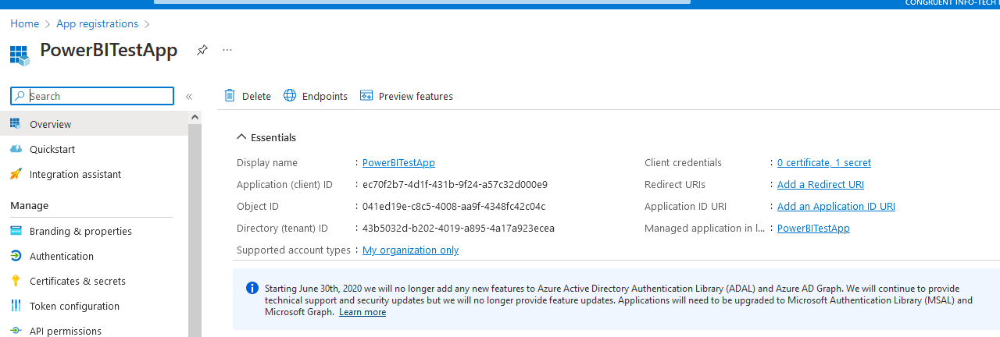 CONGRUENT INFO-TECH
Home > App registrations >
PowerBITestApp ...
Search «
Delete Endpoints Preview features
Overview
Quickstart
Integration assistant
Manage
Branding & properties
Authentication
Certificates & secrets
Token configuration
API permissions
Essentials
Display name : PowerBITestApp
Application (client) ID : ec70f2b7-4d1f-431b-9f24-a57c32d000e9
Object ID : 041ed19e-c8c5-4008-aa9f-4348fc42c04c
Directory (tenant) ID : 43b5032d-b202-4019-a895-4a17a923ecea
Supported account types : My organization only
Client credentials : 0 certificate, 1 secret
Redirect URIs : Add a Redirect URI
Application ID URI : Add an Application ID URI
Managed application in l... : PowerBITestApp
Starting June 30th, 2020 we will no longer add any new features to Azure Active Directory Authentication Library (ADAL) and Azure AD Graph. We will continue to provide
technical support and security updates but we will no longer provide feature updates. Applications will need to be upgraded to Microsoft Authentication Library (MSAL) and
Microsoft Graph. Learn more